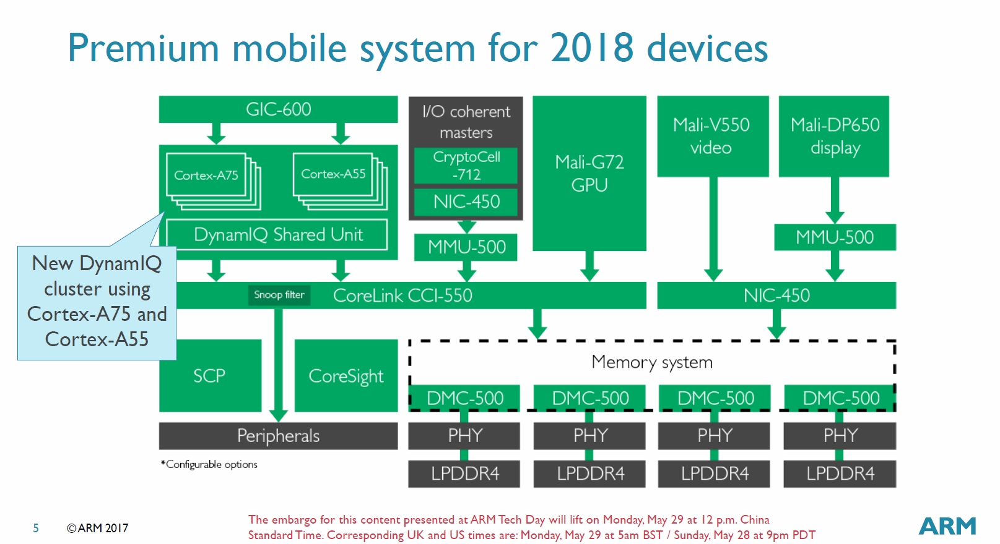 Premium mobile system for 2018 devices
GIC-600
Cortex-A75
Cortex-A55
DynamIQ Shared Unit
New DynamIQ
cluster using
Cortex-A75 and
Cortex-A55
I/O coherent
masters
CryptoCell
-712
NIC-450
MMU-500
Mali-G72
GPU
Mali-V550
video
Mali-DP650
display
MMU-500
Snoop filter
CoreLink CCI-550
NIC-450
SCP
CoreSight
Memory system
DMC-500
DMC-500
DMC-500
DMC-500
Peripherals
PHY
PHY
PHY
PHY
*Configurable options
LPDDR4
LPDDR4
LPDDR4
LPDDR4
5
©ARM 2017
The embargo for this content presented at ARM Tech Day will lift on Monday, May 29 at 12 p.m. China
Standard Time. Corresponding UK and US times are: Monday, May 29 at 5am BST / Sunday, May 28 at 9pm PDT
ARM